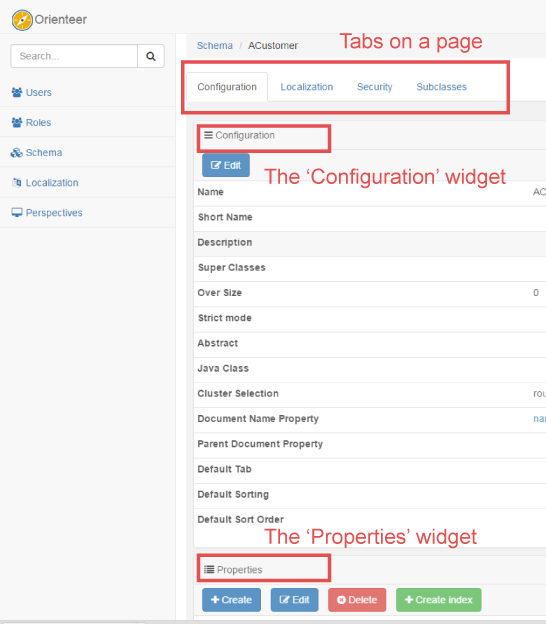 Orienteer
Schema / ACustomer
Tabs on a page
Search...
Configuration Localization Security Subclasses
Users
Roles
Schema
Localization
Perspectives
Configuration
Edit
The ‘Configuration’ widget
Name AC
Short Name
Description
Super Classes
Over Size 0
Strict mode
Abstract
Java Class
Cluster Selection rou
Document Name Property nar
Parent Document Property
Default Tab
Default Sorting
Default Sort Order
The ‘Properties’ widget
Properties
Create Edit Delete Create index